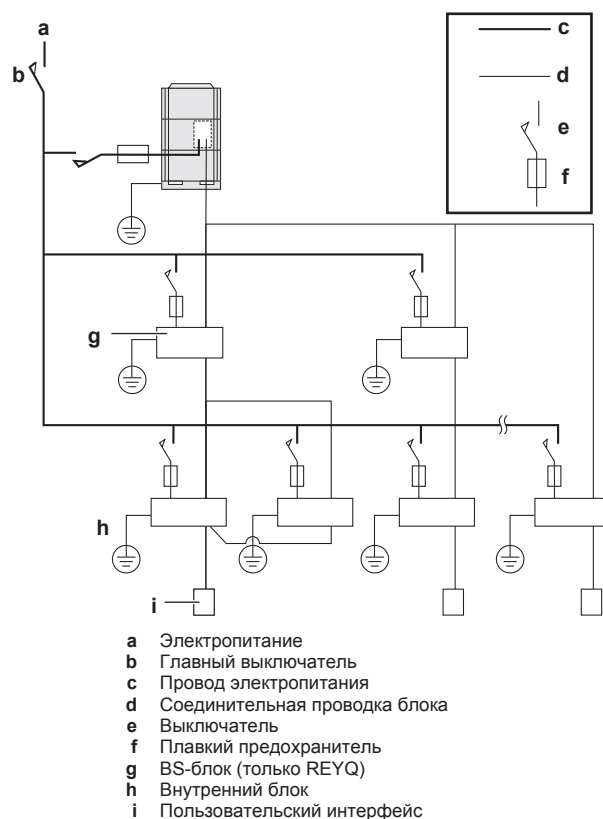 a
b
c
d
e
f
g
h
i
a Электропитание
b Главный выключатель
c Провод электропитания
d Соединительная проводка блока
e Выключатель
f Плавкий предохранитель
g BS-блок (только REYQ)
h Внутренний блок
i Пользовательский интерфейс